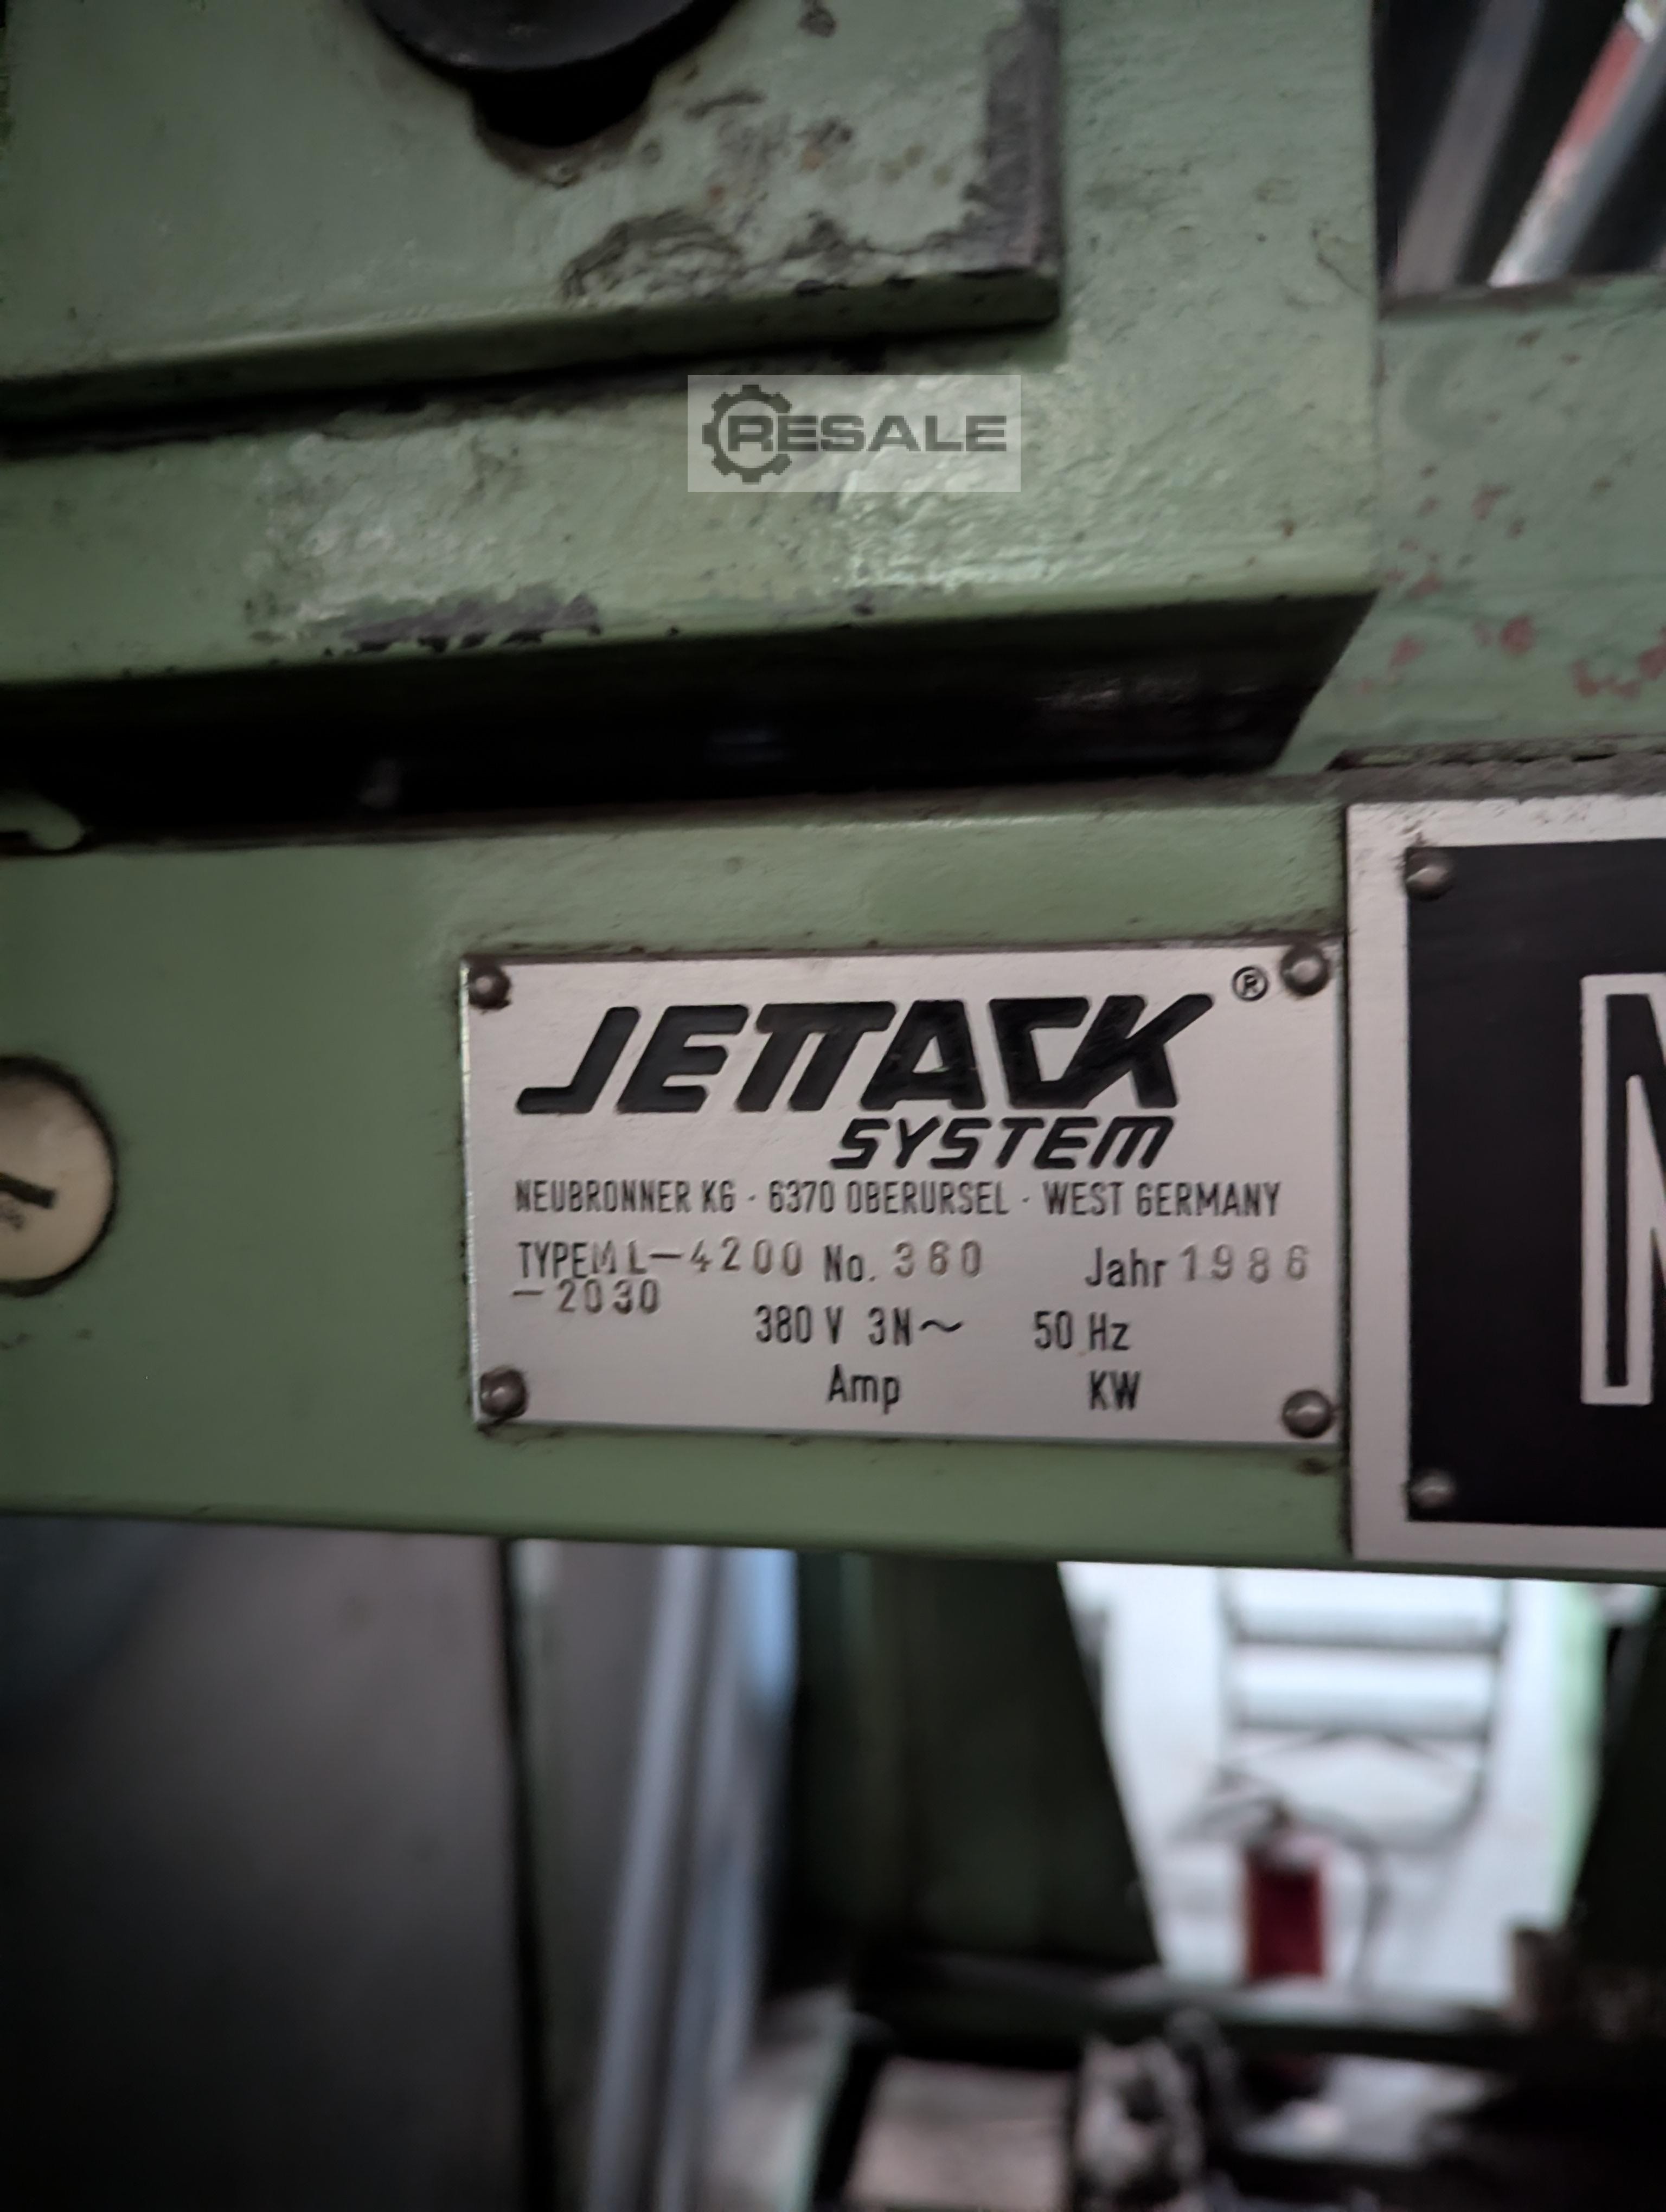 RESALE
JETTACK ®
SYSTEM
NEUBRONNER KG · 6370 OBERURSEL · WEST GERMANY
TYPE ML-4200 No. 360 Jahr 1986
-2030
380 V 3N~ 50 Hz
Amp KW